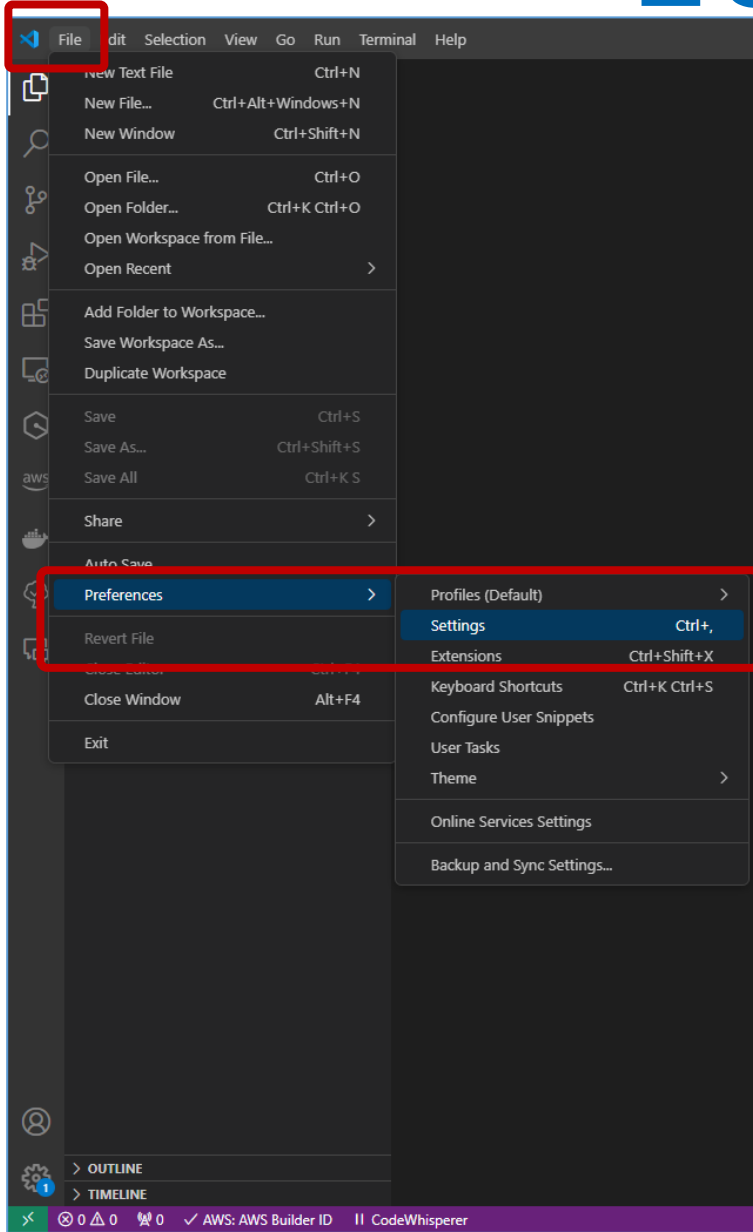 File Edit Selection View Go Run Terminal Help
New Text File Ctrl+N
New File... Ctrl+Alt+Windows+N
New Window Ctrl+Shift+N
Open File... Ctrl+O
Open Folder... Ctrl+K Ctrl+O
Open Workspace from File...
Open Recent
Add Folder to Workspace...
Save Workspace As...
Duplicate Workspace
Save Ctrl+S
Save As... Ctrl+Shift+S
aws Save All Ctrl+K S
Share
Auto Save
Preferences
Profiles (Default)
Settings Ctrl+,
Revert File
Extensions Ctrl+Shift+X
Close Editor Ctrl+F4
Keyboard Shortcuts Ctrl+K Ctrl+S
Close Window Alt+F4
Configure User Snippets
Exit
User Tasks
Theme
Online Services Settings
Backup and Sync Settings...
OUTLINE
1
TIMELINE
0 0 0 AWS: AWS Builder ID CodeWhisperer